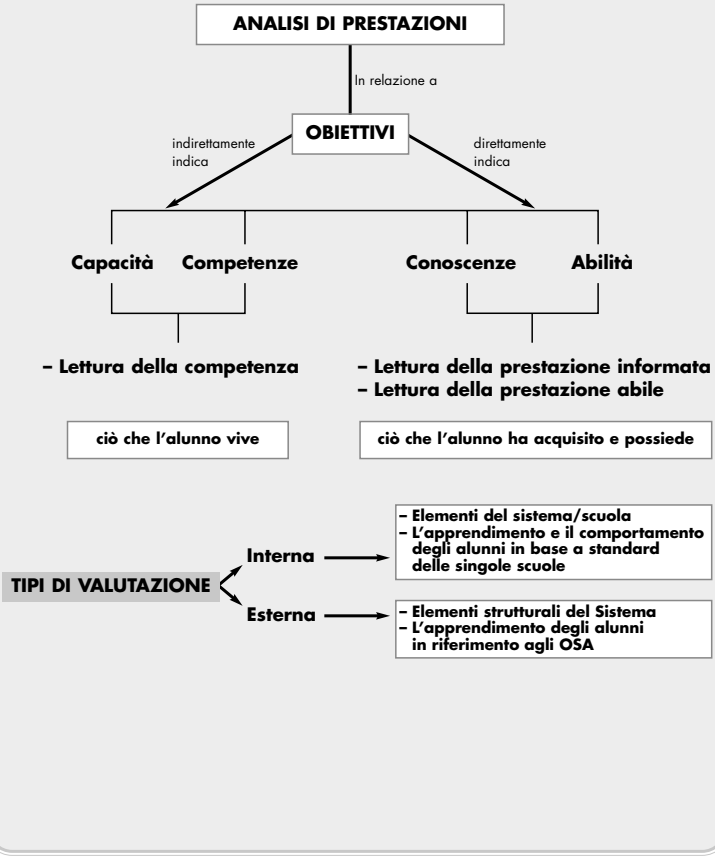 ANALISI DI PRESTAZIONI
In relazione a
OBIETTIVI
indirettamente
indica
direttamente
indica
Capacità Competenze Conoscenze Abilità
– Lettura della competenza
– Lettura della prestazione informata
– Lettura della prestazione abile
ciò che l'alunno vive
ciò che l'alunno ha acquisito e possiede
TIPI DI VALUTAZIONE
Interna
– Elementi del sistema/scuola
– L'apprendimento e il comportamento
degli alunni in base a standard
delle singole scuole
Esterna
– Elementi strutturali del Sistema
– L'apprendimento degli alunni
in riferimento agli OSA